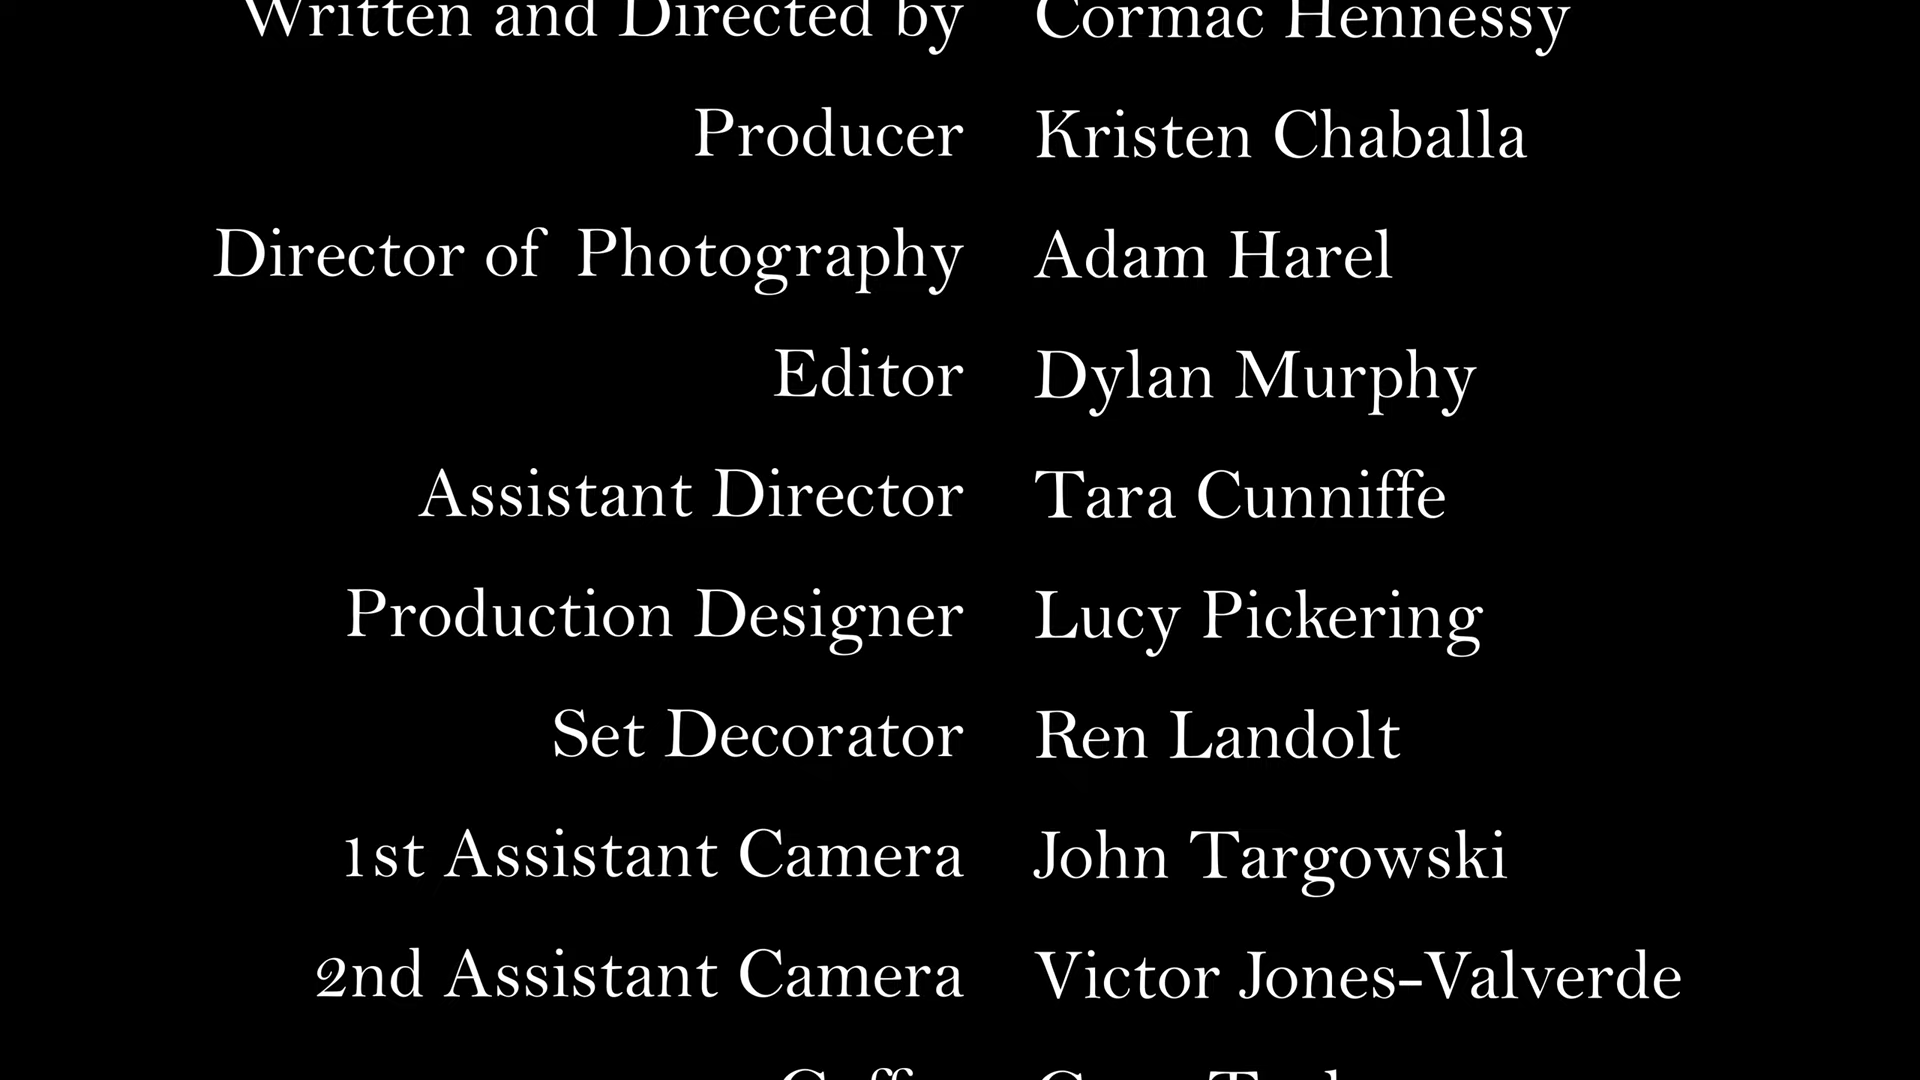 Written and Directed by Cormac Hennessy
Producer Kristen Chaballa
Director of Photography Adam Harel
Editor Dylan Murphy
Assistant Director Tara Cunniffe
Production Designer Lucy Pickering
Set Decorator Ren Landolt
1st Assistant Camera John Targowski
2nd Assistant Camera Victor Jones-Valverde